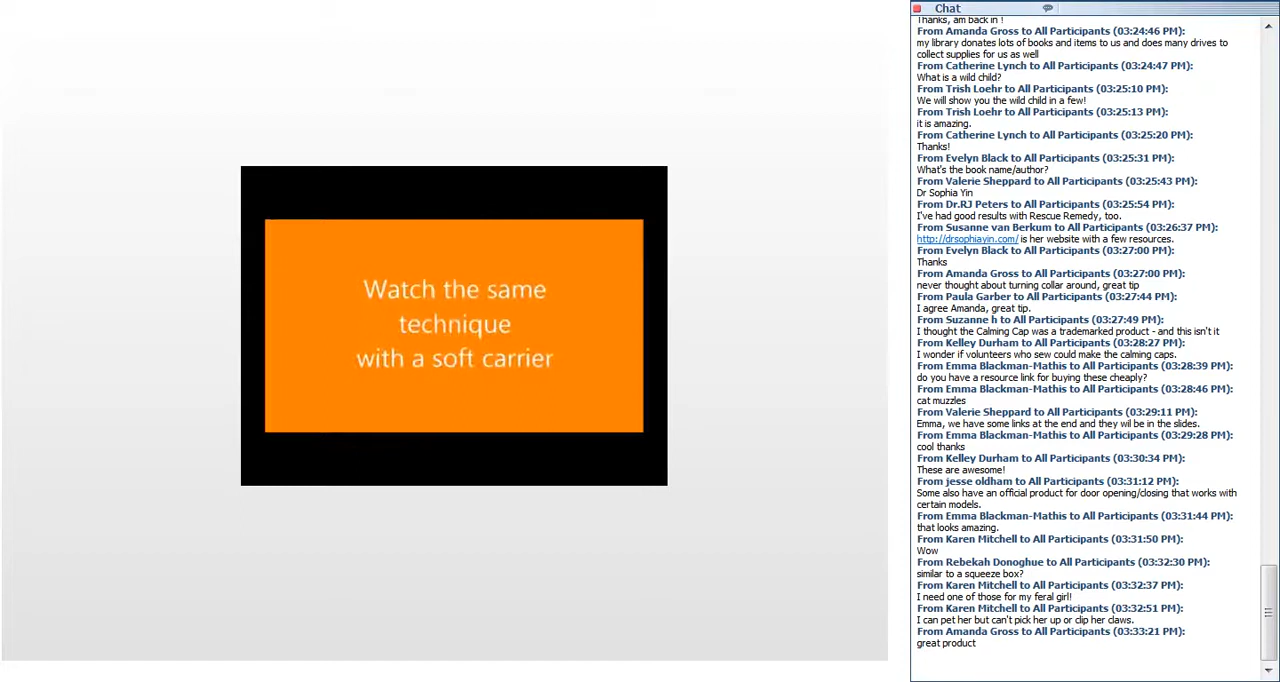 Watch the same
technique
with a soft carrier
Chat
Thanks, am back in !
From Amanda Gross to All Participants (03:24:46 PM):
my library donates lots of books and items to us and does many drives to
collect supplies for us as well
From Catherine Lynch to All Participants (03:24:47 PM):
What is a wild child?
From Trish Loehr to All Participants (03:25:10 PM):
We will show you the wild child in a few!
From Trish Loehr to All Participants (03:25:13 PM):
it is amazing.
From Catherine Lynch to All Participants (03:25:20 PM):
Thanks!
From Evelyn Black to All Participants (03:25:31 PM):
What's the book name/author?
From Valerie Sheppard to All Participants (03:25:43 PM):
Dr Sophia Yin
From Dr.RJ Peters to All Participants (03:25:54 PM):
I've had good results with Rescue Remedy, too.
From Susanne van Berkum to All Participants (03:26:37 PM):
http://drsophiayin.com/ is her website with a few resources.
From Evelyn Black to All Participants (03:27:00 PM):
Thanks
From Amanda Gross to All Participants (03:27:00 PM):
never thought about turning collar around, great tip
From Paula Garber to All Participants (03:27:44 PM):
I agree Amanda, great tip.
From Suzanne h to All Participants (03:27:49 PM):
I thought the Calming Cap was a trademarked product - and this isn't it
From Kelley Durham to All Participants (03:28:27 PM):
I wonder if volunteers who sew could make the calming caps.
From Emma Blackman-Mathis to All Participants (03:28:39 PM):
do you have a resource link for buying these cheaply?
From Emma Blackman-Mathis to All Participants (03:28:46 PM):
cat muzzles
From Valerie Sheppard to All Participants (03:29:11 PM):
Emma, we have some links at the end and they wil be in the slides.
From Emma Blackman-Mathis to All Participants (03:29:28 PM):
cool thanks
From Kelley Durham to All Participants (03:30:34 PM):
These are awesome!
From jesse oldham to All Participants (03:31:12 PM):
Some also have an official product for door opening/closing that works with
certain models.
From Emma Blackman-Mathis to All Participants (03:31:44 PM):
that looks amazing.
From Karen Mitchell to All Participants (03:31:50 PM):
Wow
From Rebekah Donoghue to All Participants (03:32:30 PM):
similar to a squeeze box?
From Karen Mitchell to All Participants (03:32:37 PM):
I need one of those for my feral girl!
From Karen Mitchell to All Participants (03:32:51 PM):
I can pet her but can't pick her up or clip her claws.
From Amanda Gross to All Participants (03:33:21 PM):
great product